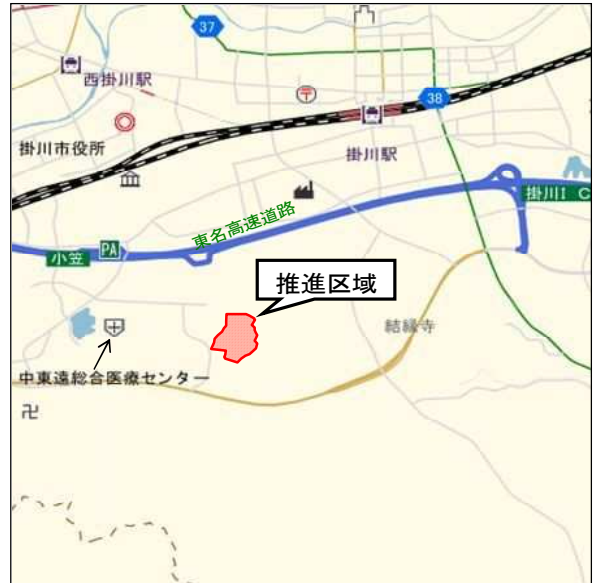 37
西掛川駅
38
掛川市役所
掛川駅
掛川I C
東名高速道路
小笠
PA
推進区域
結縁寺
中東遠総合医療センター